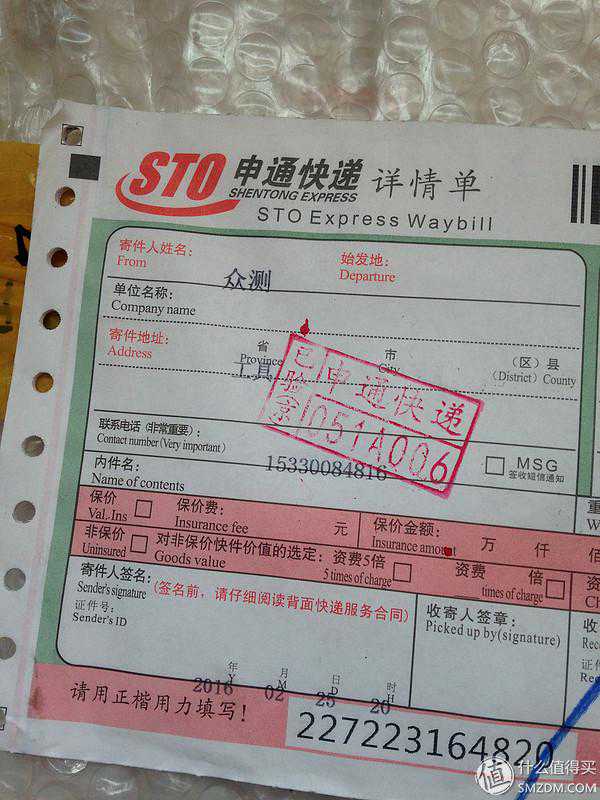 STO 申通快递 详情单
SHENTONG EXPRESS
STO Express Waybill
寄件人姓名: 始发地:
From Departure
众测
单位名称:
Company name
寄件地址: 省 市 (区)县
Address Province City (District) County
工具
已验 申通快递
051A006
联系电话(非常重要):
Contact number (Very important)
15330084816
MSG
签收短信通知
内件名:
Name of contents
保价 保价费: 元 保价金额: 万 仟 佰
Val. Ins Insurance fee Insurance amount
非保价 对非保价快件价值的选定: 资费5倍 资费 倍
Uninsured Goods value 5 times of charge times of charge
寄件人签名: (签名前,请仔细阅读背面快递服务合同)
Sender's signature
证件号:
Sender's ID
收寄人签章:
Picked up by(signature)
年 月 日 时
Y M D H
2016 02 25 20
请用正楷用力填写!
227223164820
值 什么值得买
SMZDM.COM